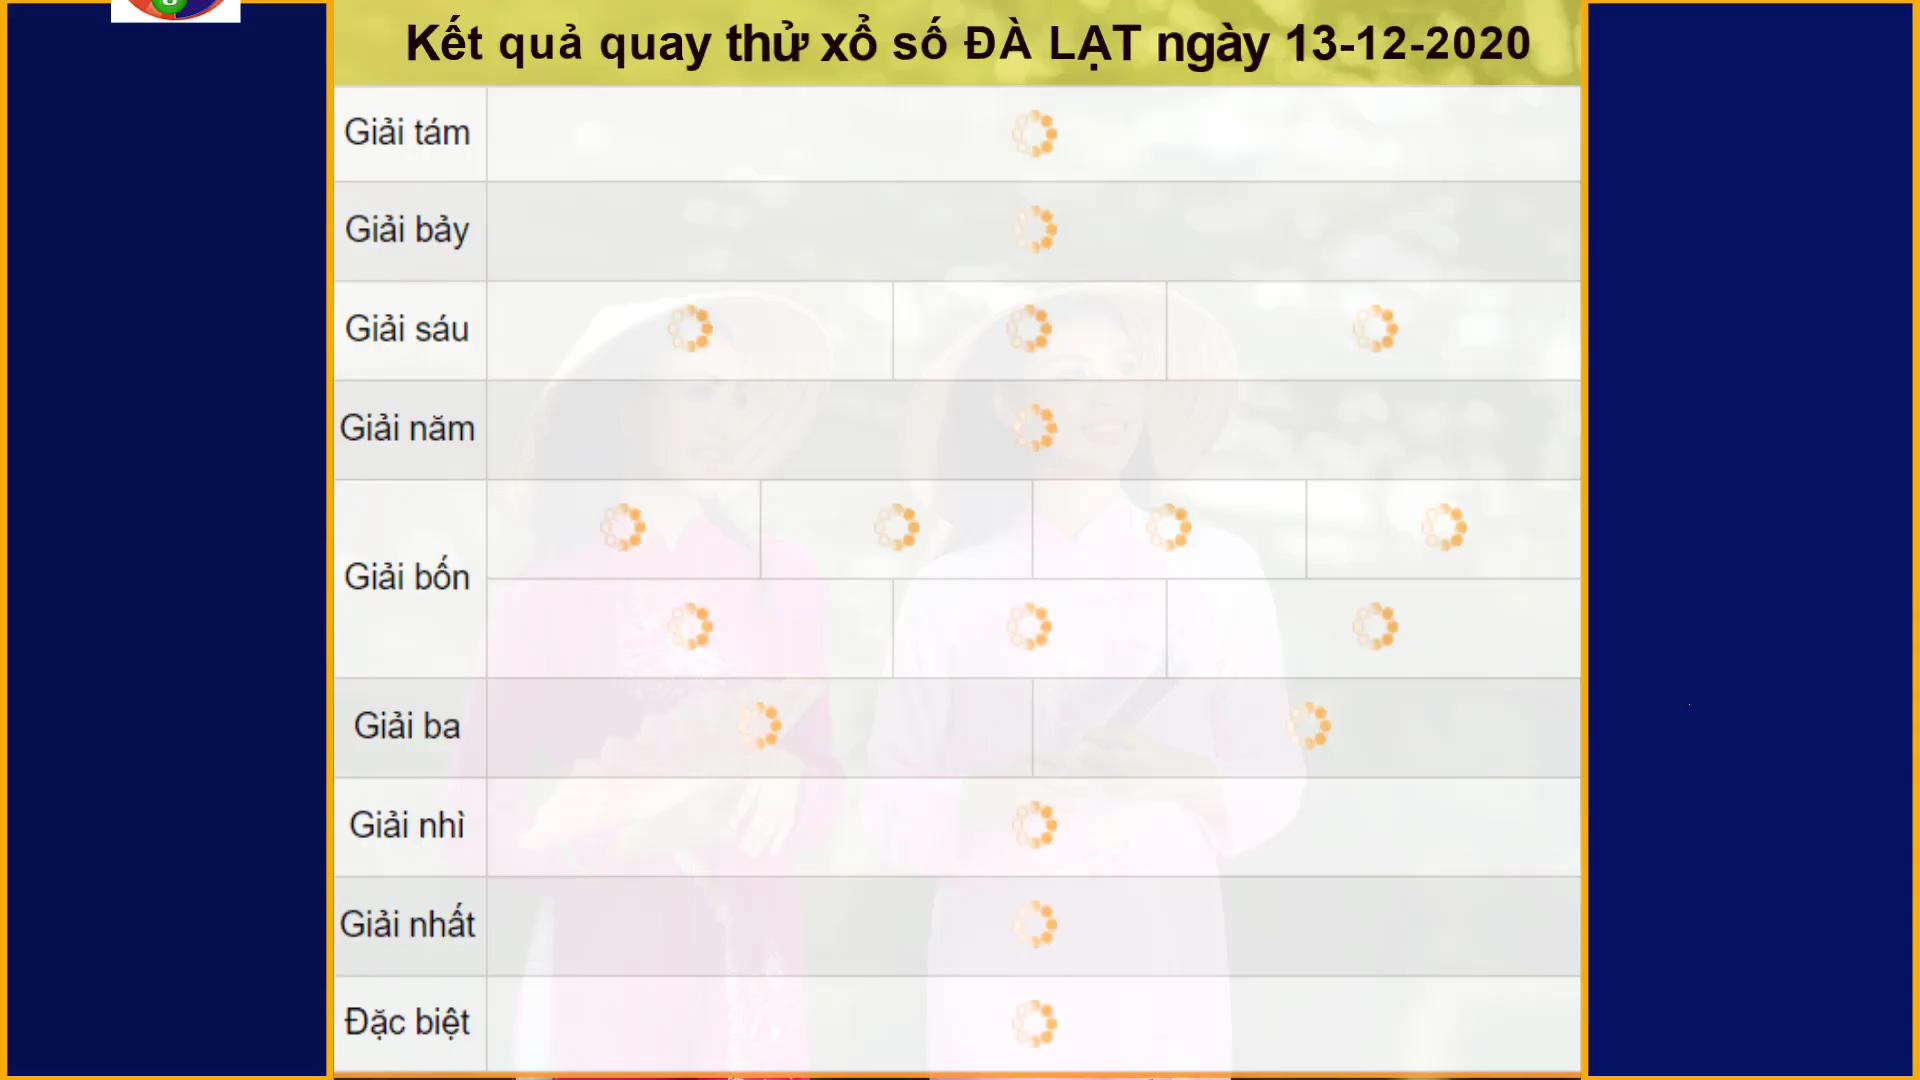 Kết quả quay thử xổ số ĐÀ LẠT ngày 13-12-2020
Giải tám
Giải bảy
Giải sáu
Giải năm
Giải bốn
Giải ba
Giải nhì
Giải nhất
Đặc biệt